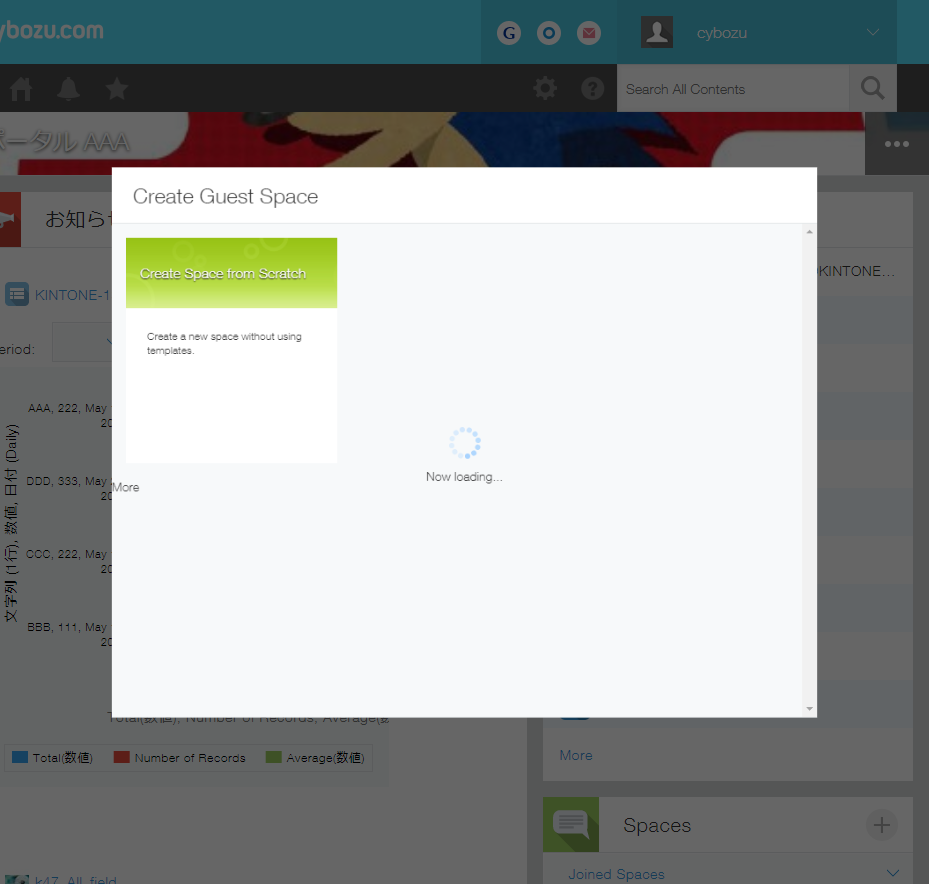 ybozu.com
G
cybozu
Search All Contents
ポータル AAA
Create Guest Space
お知らせ
Create Space from Scratch
Create a new space without using
templates.
KINTONE-1
KINTONE...
eriod:
AAA, 222, May
20
DDD, 333, May
20
CCC, 222, May
20
BBB, 111, May
20
文字列 (1行), 数値, 日付 (Daily)
More
Now loading...
Total(数値), Number of Records, Average(数
Total(数値)
Number of Records
Average(数値)
More
Spaces
Joined Spaces
k47_All_field